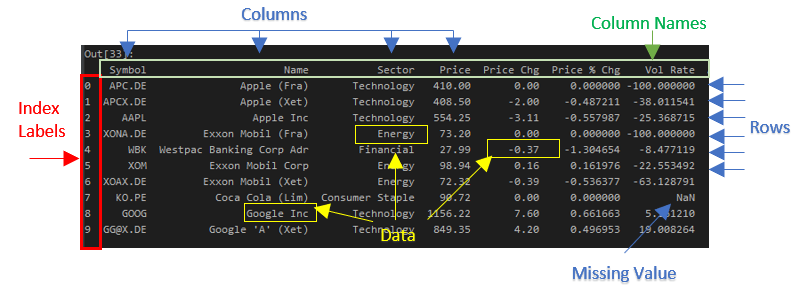 Columns
Column Names
Out[33]:
Symbol Name Sector Price Price Chg Price % Chg Vol Rate
0 APC.DE Apple (Fra) Technology 410.00 0.00 0.000000 -100.000000
1 APCX.DE Apple (Xet) Technology 408.50 -2.00 -0.487211 -38.011541
2 AAPL Apple Inc Technology 554.25 -3.11 -0.557987 -25.368715
3 XONA.DE Exxon Mobil (Fra) Energy 73.20 0.00 0.000000 -100.000000
4 WBK Westpac Banking Corp Adr Financial 27.99 -0.37 -1.304654 -8.477119
5 XOM Exxon Mobil Corp Energy 98.94 0.16 0.161976 -22.553492
6 XOAX.DE Exxon Mobil (Xet) Energy 72.32 -0.39 -0.536377 -63.128791
7 KO.PE Coca Cola (Lim) Consumer Staple 90.72 0.00 0.000000 NaN
8 GOOG Google Inc Technology 1156.22 7.60 0.661663
9 GG@X.DE Google 'A' (Xet) Technology 849.35 4.20 0.496953 19.008264
Index
Labels
Rows
Data
Missing Value